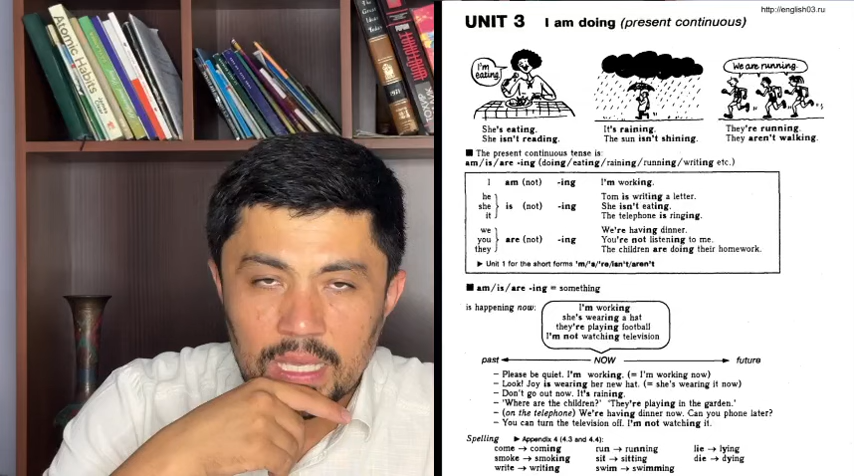 Atomic Habits
1971
http://english03.ru
UNIT 3 I am doing (present continuous)
I'm
eating.
We are running.
She's eating.
She isn't reading.
It's raining.
The sun isn't shining.
They're running.
They aren't walking.
■ The present continuous tense is:
am/is/are -ing (doing/eating/raining/running/writing etc.)
I am (not) -ing I'm working.
he
she is (not) -ing
it
Tom is writing a letter.
She isn't eating.
The telephone is ringing.
we
you are (not) -ing
they
We're having dinner.
You're not listening to me.
The children are doing their homework.
▶ Unit 1 for the short forms 'm/'s/'re/isn't/aren't
■ am/is/are -ing = something
is happening now:
I'm working
she's wearing a hat
they're playing football
I'm not watching television
past NOW future
– Please be quiet. I'm working. (= I'm working now)
– Look! Joy is wearing her new hat. (= she's wearing it now)
– Don't go out now. It's raining.
– 'Where are the children?' 'They're playing in the garden.'
– (on the telephone) We're having dinner now. Can you phone later?
– You can turn the television off. I'm not watching it.
Spelling ▶ Appendix 4 (4.3 and 4.4):
come → coming run → running lie → lying
smoke → smoking sit → sitting die → dying
write → writing swim → swimming